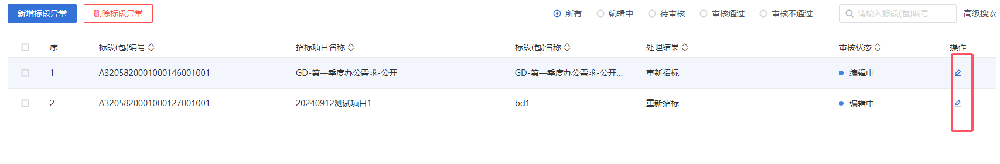 新增标段异常 删除标段异常 所有 编辑中 待审核 审核通过 审核不通过 请输入标段(包)编号 高级搜索
序 标段(包)编号 招标项目名称 标段(包)名称 处理结果 审核状态 操作
1 A3205820001000146001001 GD-第一季度办公需求-公开 GD-第一季度办公需求-公开... 重新招标 编辑中
2 A3205820001000127001001 20240912测试项目1 bd1 重新招标 编辑中